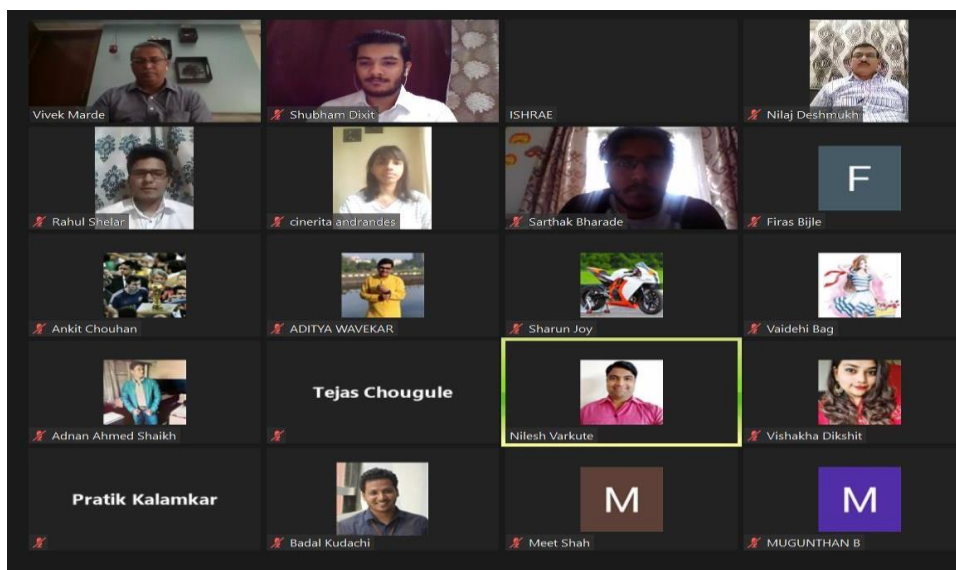 Vivek Marde
Shubham Dixit
ISHRAE
Nilaj Deshmukh
Rahul Shelar
cinerita andrandes
Sarthak Bharade
F
Firas Bijle
Ankit Chouhan
ADITYA WAVEKAR
Sharun Joy
Vaidehi Bag
Adnan Ahmed Shaikh
Tejas Chougule
Nilesh Varkute
Vishakha Dikshit
Pratik Kalamkar
Badal Kudachi
M
Meet Shah
M
MUGUNTHAN B